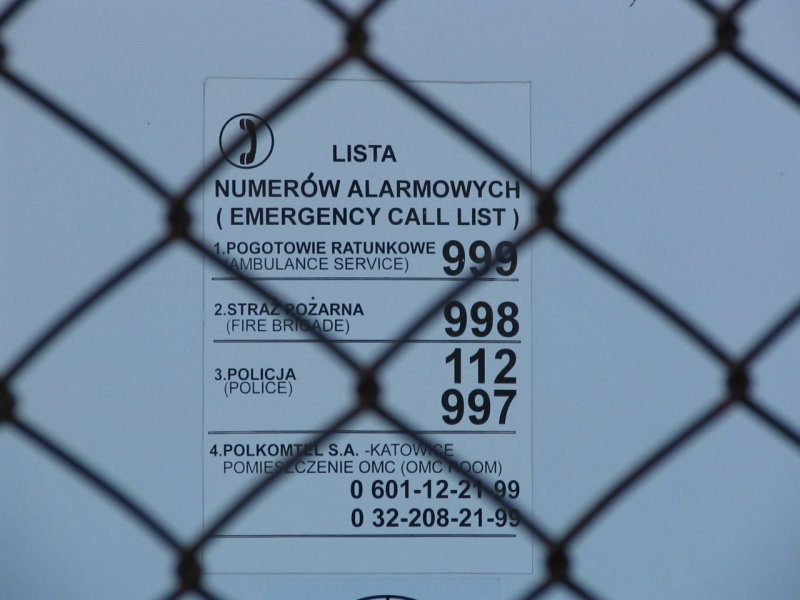 LISTA
NUMERÓW ALARMOWYCH
( EMERGENCY CALL LIST )
1.POGOTOWIE RATUNKOWE 999
(AMBULANCE SERVICE)
2.STRAŻ POŻARNA 998
(FIRE BRIGADE)
3.POLICJA 112
(POLICE) 997
4.POLKOMTEL S.A. -KATOWICE
POMIESZCZENIE OMC (OMC ROOM)
0 601-12-21-99
0 32-208-21-99